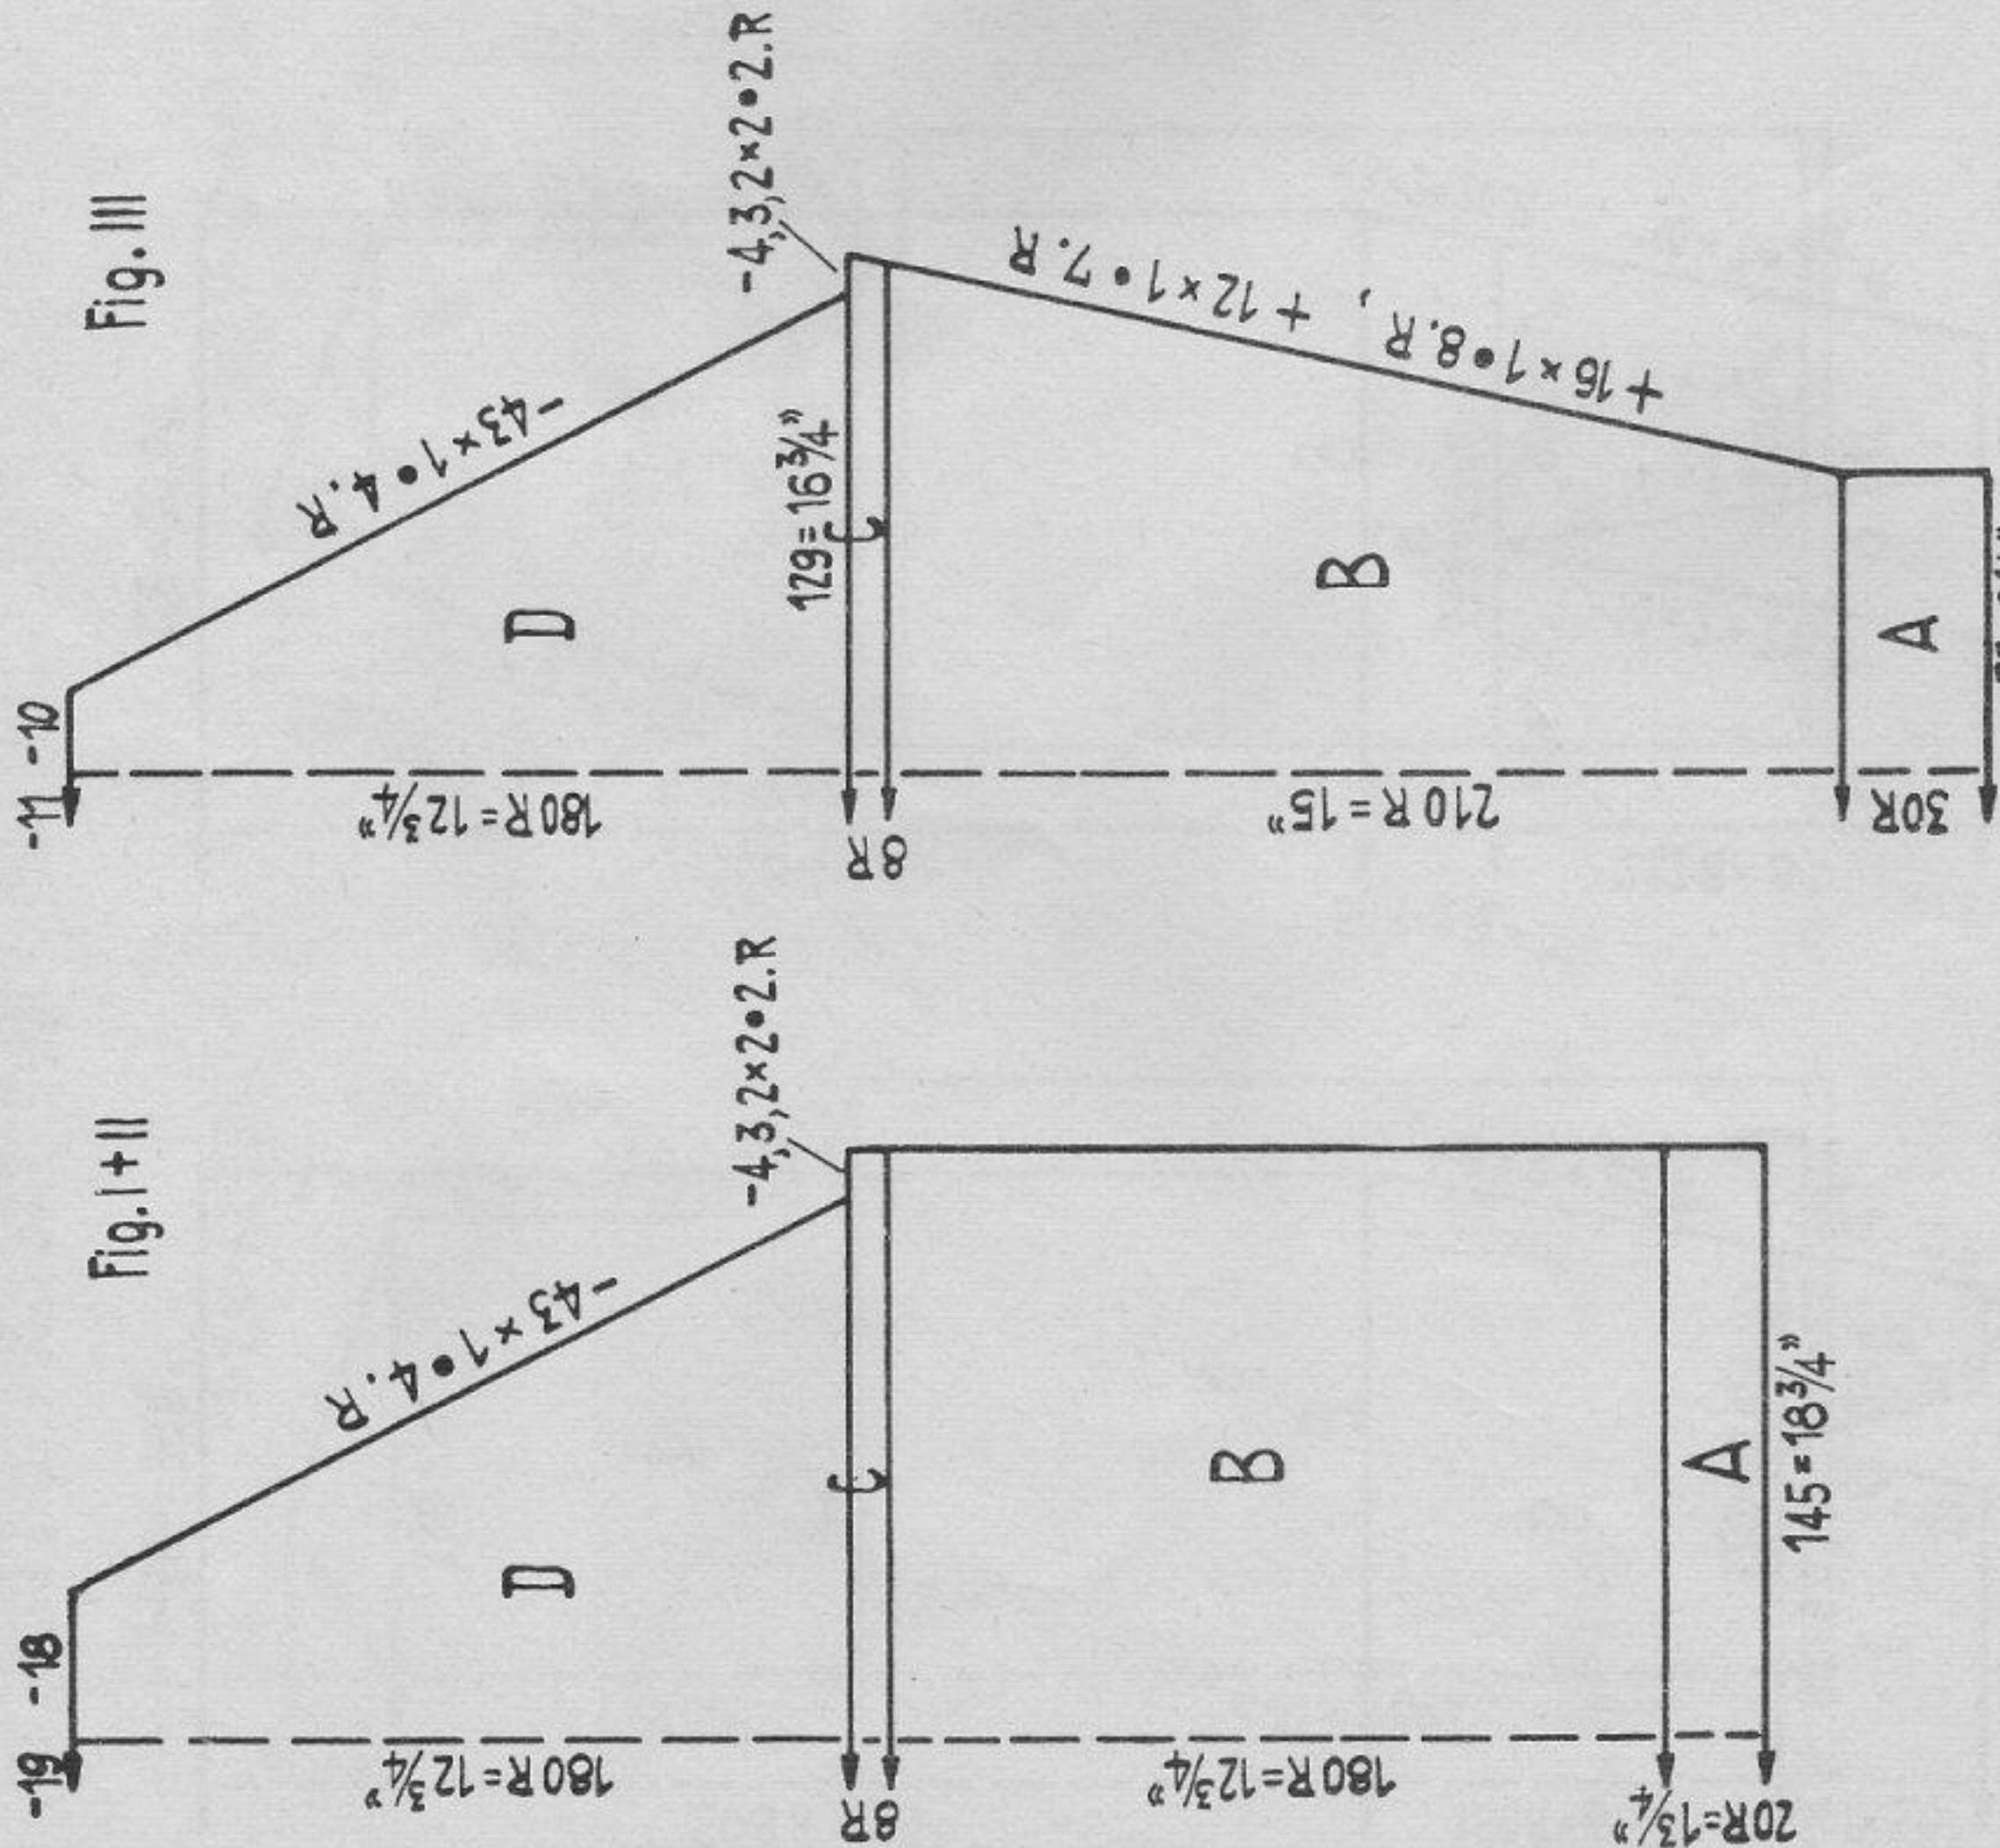 Fig. III
-11 -10
-43×1•4.R
D
180R=12¾"
-4,3,2×2•2.R
129=16¾"
C
8R
+16×1•8.R, +12×1•7.R
B
210R=15"
A
30R
Fig. I+II
-19 -18
-43×1•4.R
D
180R=12¾"
-4,3,2×2•2.R
C
8R
B
180R=12¾"
A
20R=1¾"
145=18¾"